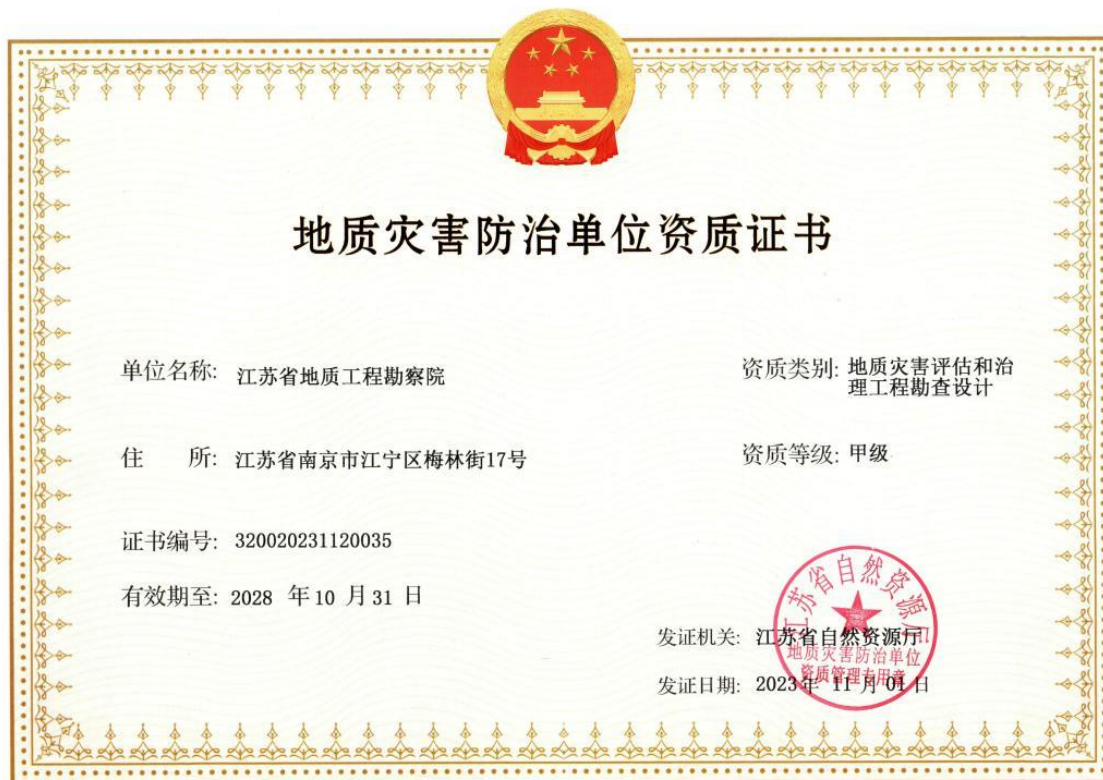 地质灾害防治单位资质证书
单位名称: 江苏省地质工程勘察院
资质类别: 地质灾害评估和治
理工程勘查设计
住 所: 江苏省南京市江宁区梅林街17号
资质等级: 甲级
证书编号: 320020231120035
有效期至: 2028 年 10 月 31 日
发证机关: 江苏省自然资源厅
发证日期: 2023年 11 月 01 日
江苏省自然资源厅
地质灾害防治单位
资质管理专用章